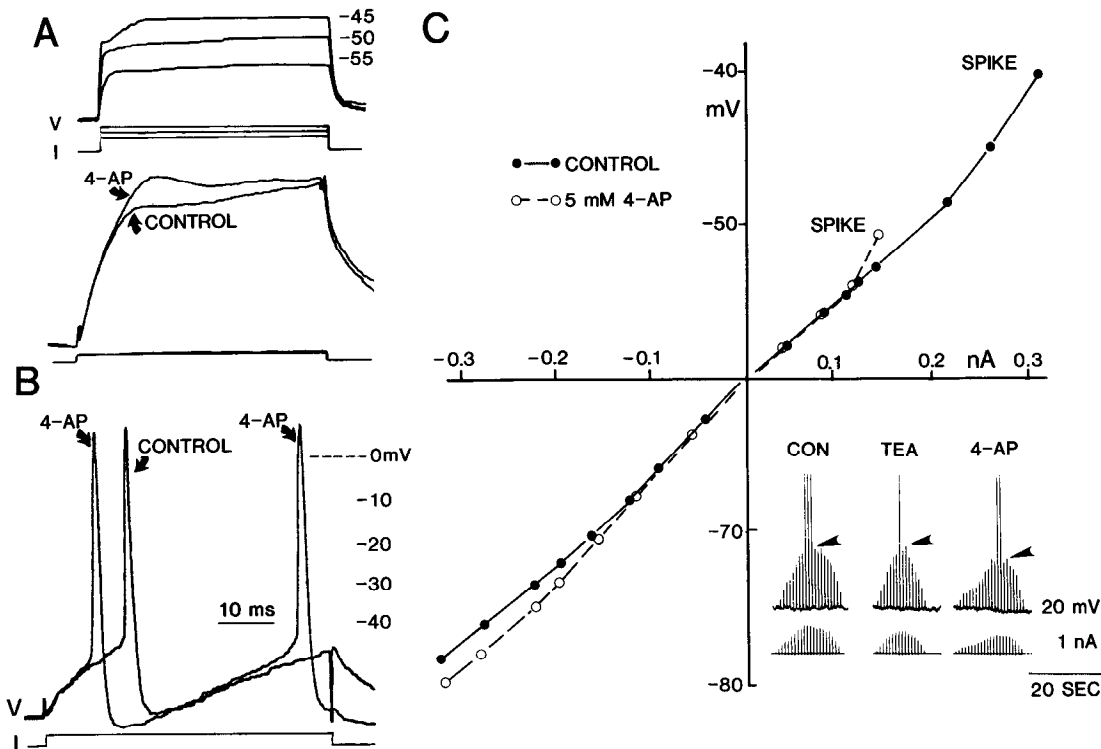 A
-45
-50
-55
V
I
4-AP
CONTROL
B
4-AP
CONTROL
4-AP
0mV
-10
-20
-30
-40
10 ms
V
I
C
-40
mV
SPIKE
CONTROL
5 mM 4-AP
-50
SPIKE
-0.3
-0.2
-0.1
0.1
0.2
nA
0.3
-70
-80
CON
TEA
4-AP
20 mV
1 nA
20 SEC